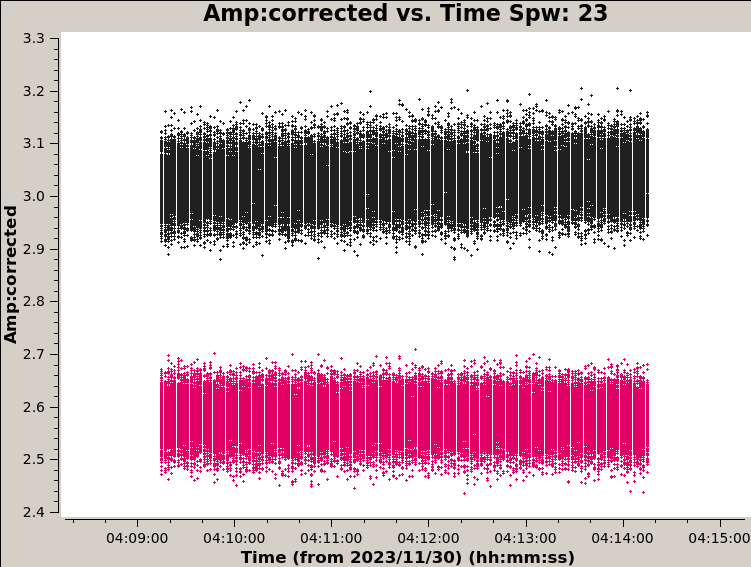 Amp:corrected vs. Time Spw: 23
3.3
3.2
3.1
3.0
2.9
2.8
2.7
2.6
2.5
2.4
Amp:corrected
04:09:00 04:10:00 04:11:00 04:12:00 04:13:00 04:14:00 04:15:00
Time (from 2023/11/30) (hh:mm:ss)